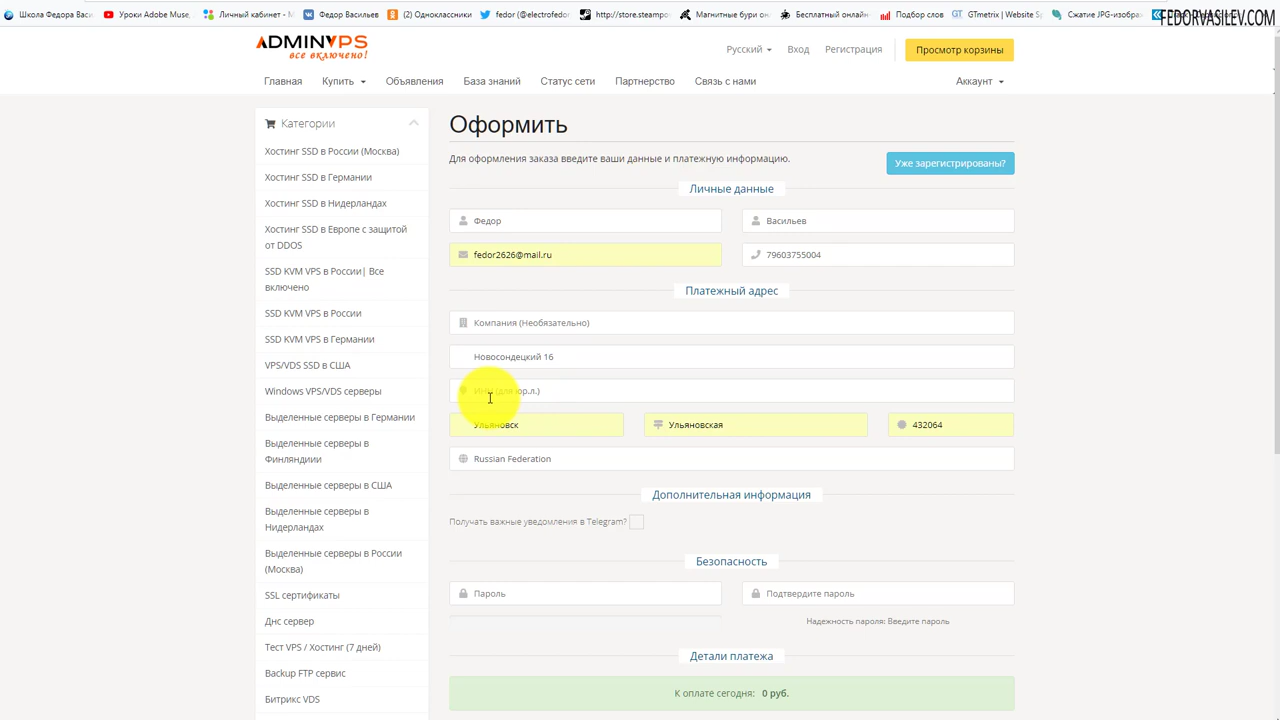 Школа Федора Васи.
Уроки Adobe Muse,
Личный кабинет - М
Федор Васильев
(2) Одноклассники
fedor (@electrofedor
http://store.steampo
Магнитные бури он
Бесплатный онлайн
Подбор слов
GTmetrix | Website S
Сжатие JPG-изобра
FEDORVASILEV.COM
ADMINVPS
все включено!
Русский
Вход
Регистрация
Просмотр корзины
Главная
Купить
Объявления
База знаний
Статус сети
Партнерство
Связь с нами
Аккаунт
Категории
Хостинг SSD в России (Москва)
Хостинг SSD в Германии
Хостинг SSD в Нидерландах
Хостинг SSD в Европе с защитой
от DDOS
SSD KVM VPS в России| Все
включено
SSD KVM VPS в России
SSD KVM VPS в Германии
VPS/VDS SSD в США
Windows VPS/VDS серверы
Выделенные серверы в Германии
Выделенные серверы в
Финляндиии
Выделенные серверы в США
Выделенные серверы в
Нидерландах
Выделенные серверы в России
(Москва)
SSL сертификаты
Днс сервер
Тест VPS / Хостинг (7 дней)
Backup FTP сервис
Битрикс VDS
Оформить
Для оформления заказа введите ваши данные и платежную информацию.
Уже зарегистрированы?
Личные данные
Федор
Васильев
fedor2626@mail.ru
79603755004
Платежный адрес
Компания (Необязательно)
Новосондецкий 16
ИНН (для юр.л.)
Ульяновск
Ульяновская
432064
Russian Federation
Дополнительная информация
Получать важные уведомления в Telegram?
Безопасность
Пароль
Подтвердите пароль
Надежность пароля: Введите пароль
Детали платежа
К оплате сегодня: 0 руб.